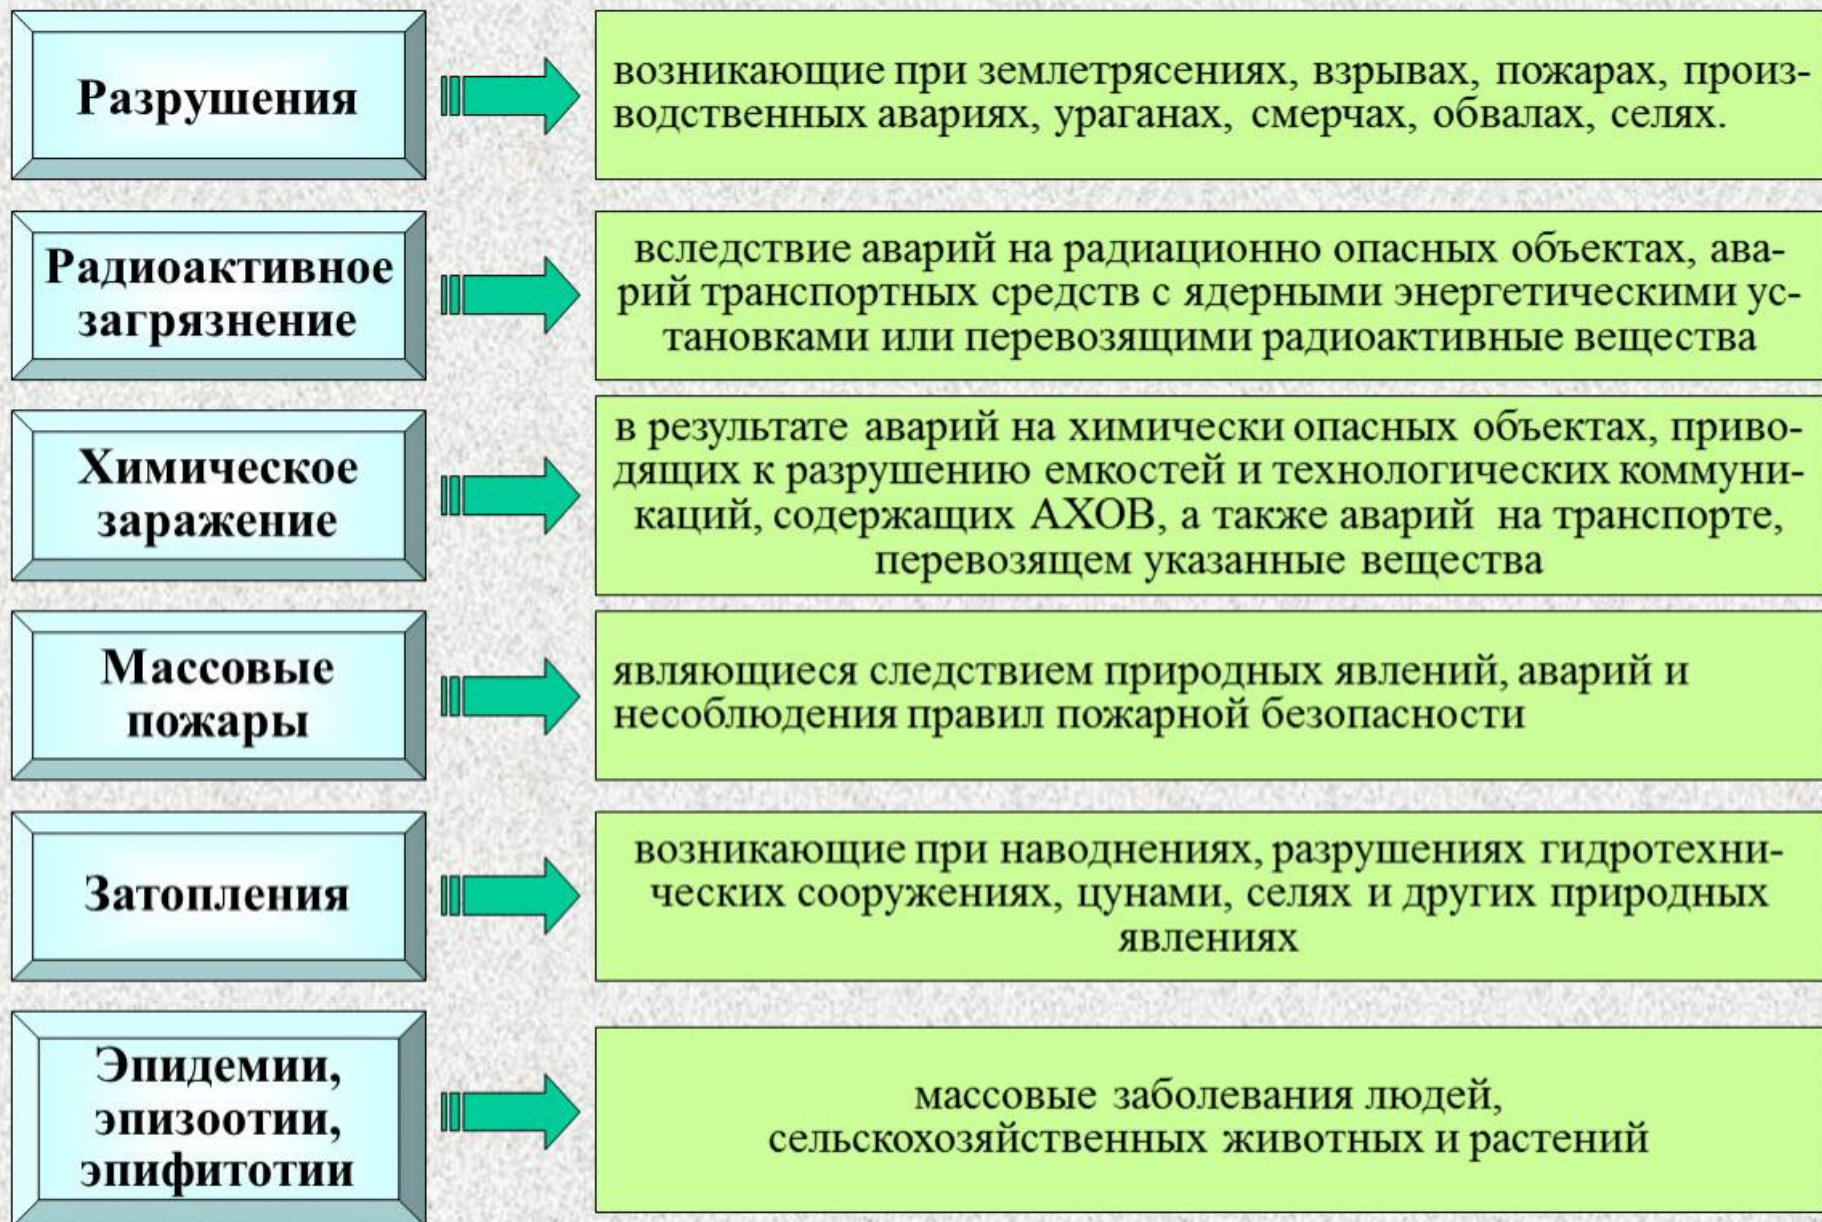 Разрушения
возникающие при землетрясениях, взрывах, пожарах, произ-
водственных авариях, ураганах, смерчах, обвалах, селях.
Радиоактивное
загрязнение
вследствие аварий на радиационно опасных объектах, ава-
рий транспортных средств с ядерными энергетическими ус-
тановками или перевозящими радиоактивные вещества
Химическое
заражение
в результате аварий на химически опасных объектах, приво-
дящих к разрушению емкостей и технологических коммуни-
каций, содержащих АХОВ, а также аварий на транспорте,
перевозящем указанные вещества
Массовые
пожары
являющиеся следствием природных явлений, аварий и
несоблюдения правил пожарной безопасности
Затопления
возникающие при наводнениях, разрушениях гидротехни-
ческих сооружениях, цунами, селях и других природных
явлениях
Эпидемии,
эпизоотии,
эпифитотии
массовые заболевания людей,
сельскохозяйственных животных и растений